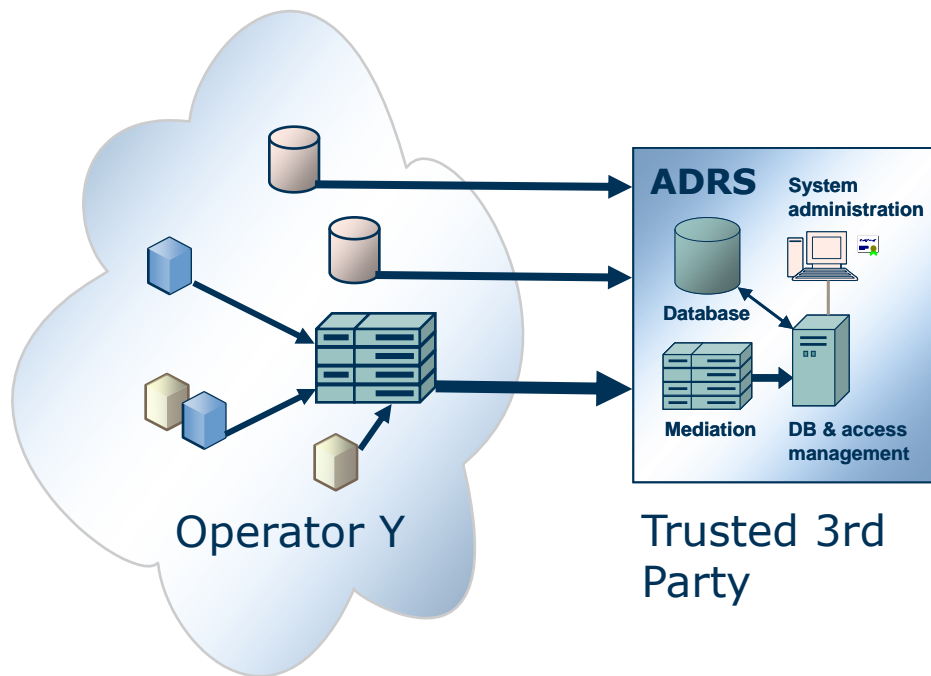 ADRS
System
administration
Database
Mediation
DB & access
management
Operator Y
Trusted 3rd
Party